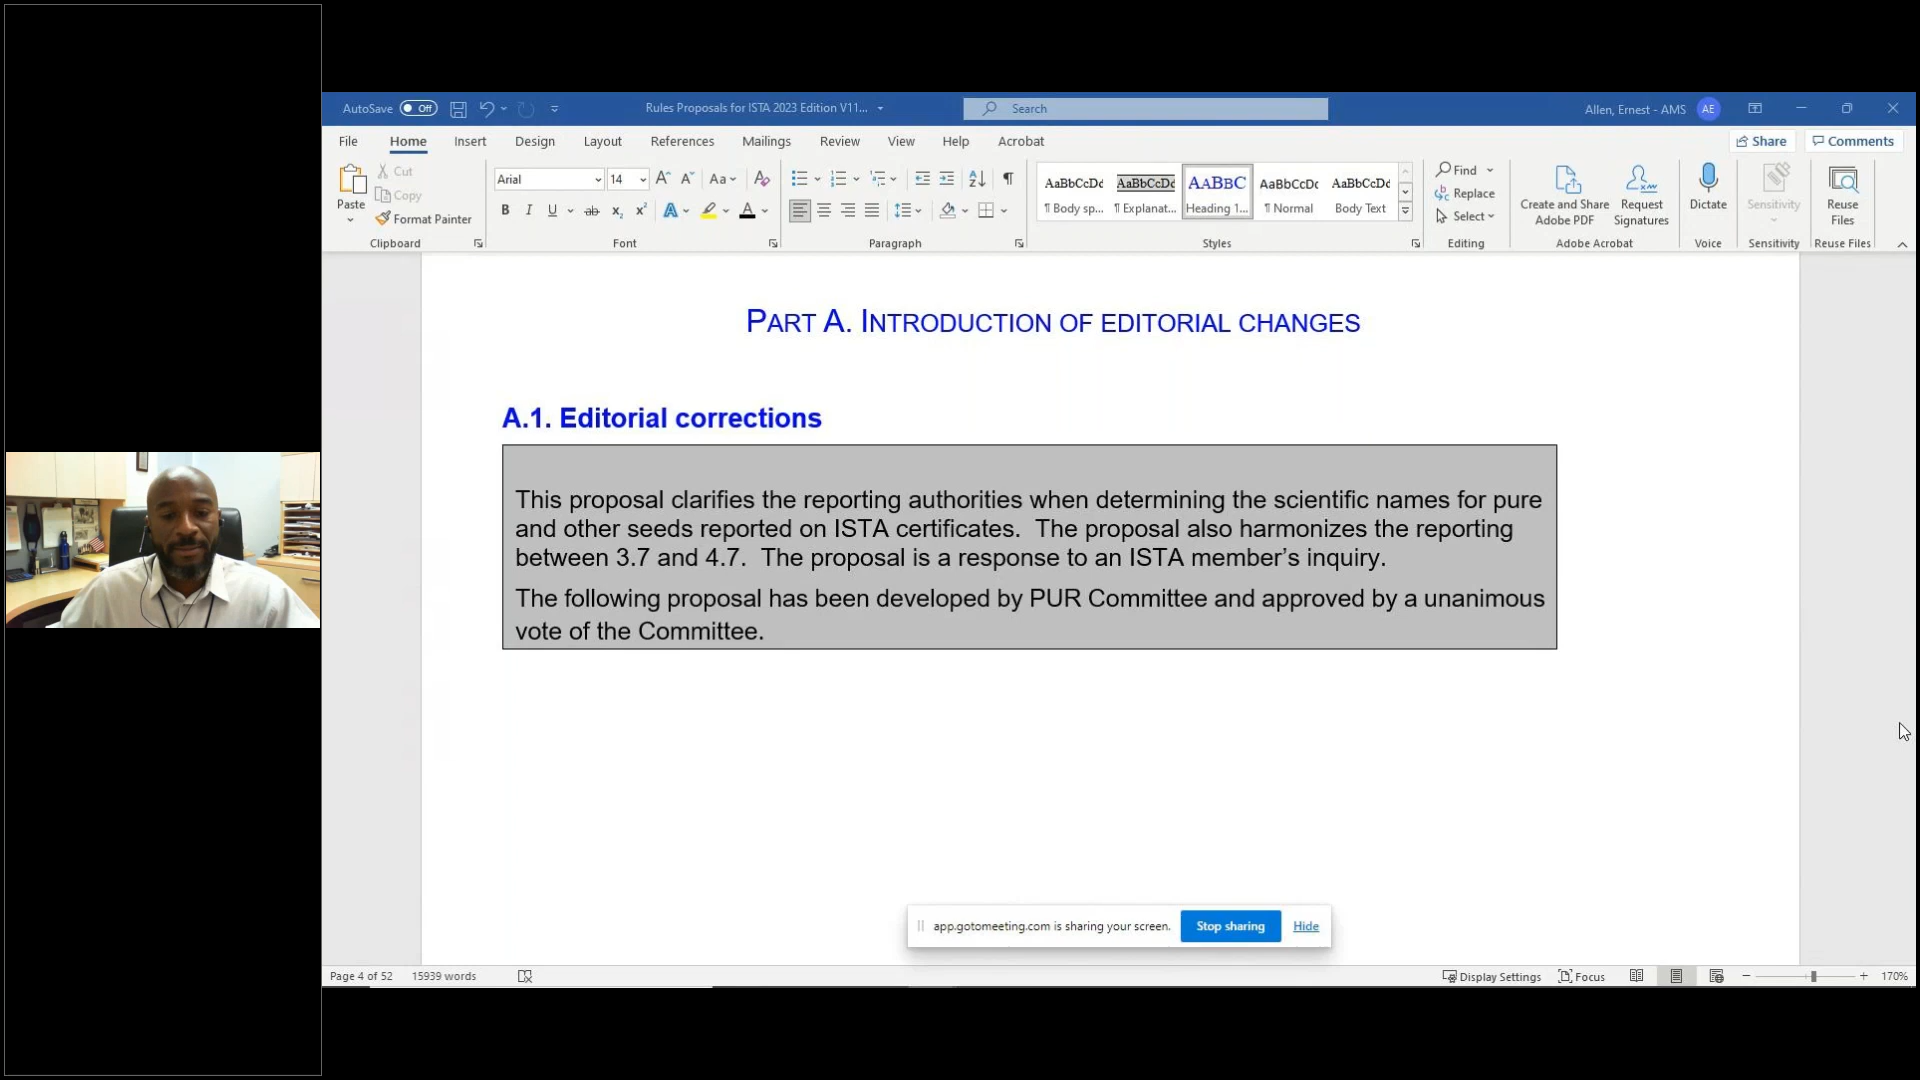 AutoSave Off Rules Proposals for ISTA 2023 Edition V11... Search Allen, Ernest - AMS AE
File Home Insert Design Layout References Mailings Review View Help Acrobat Share Comments
Paste Cut Copy Format Painter
Clipboard
Arial 14 Aa
B I U ab x₂ x² A A
Font
Paragraph
AaBbCcDd AaBbCcDd AABBC AaBbCcDc AaBbCcDc
¶ Body sp... ¶ Explanat... Heading 1... ¶ Normal Body Text
Styles
Find
Replace
Select
Editing
Create and Share Adobe PDF
Request Signatures
Adobe Acrobat
Dictate
Voice
Sensitivity
Sensitivity
Reuse Files
Reuse Files
PART A. INTRODUCTION OF EDITORIAL CHANGES
A.1. Editorial corrections
This proposal clarifies the reporting authorities when determining the scientific names for pure
and other seeds reported on ISTA certificates. The proposal also harmonizes the reporting
between 3.7 and 4.7. The proposal is a response to an ISTA member’s inquiry.
The following proposal has been developed by PUR Committee and approved by a unanimous
vote of the Committee.
app.gotomeeting.com is sharing your screen. Stop sharing Hide
Page 4 of 52 15939 words Display Settings Focus 170%